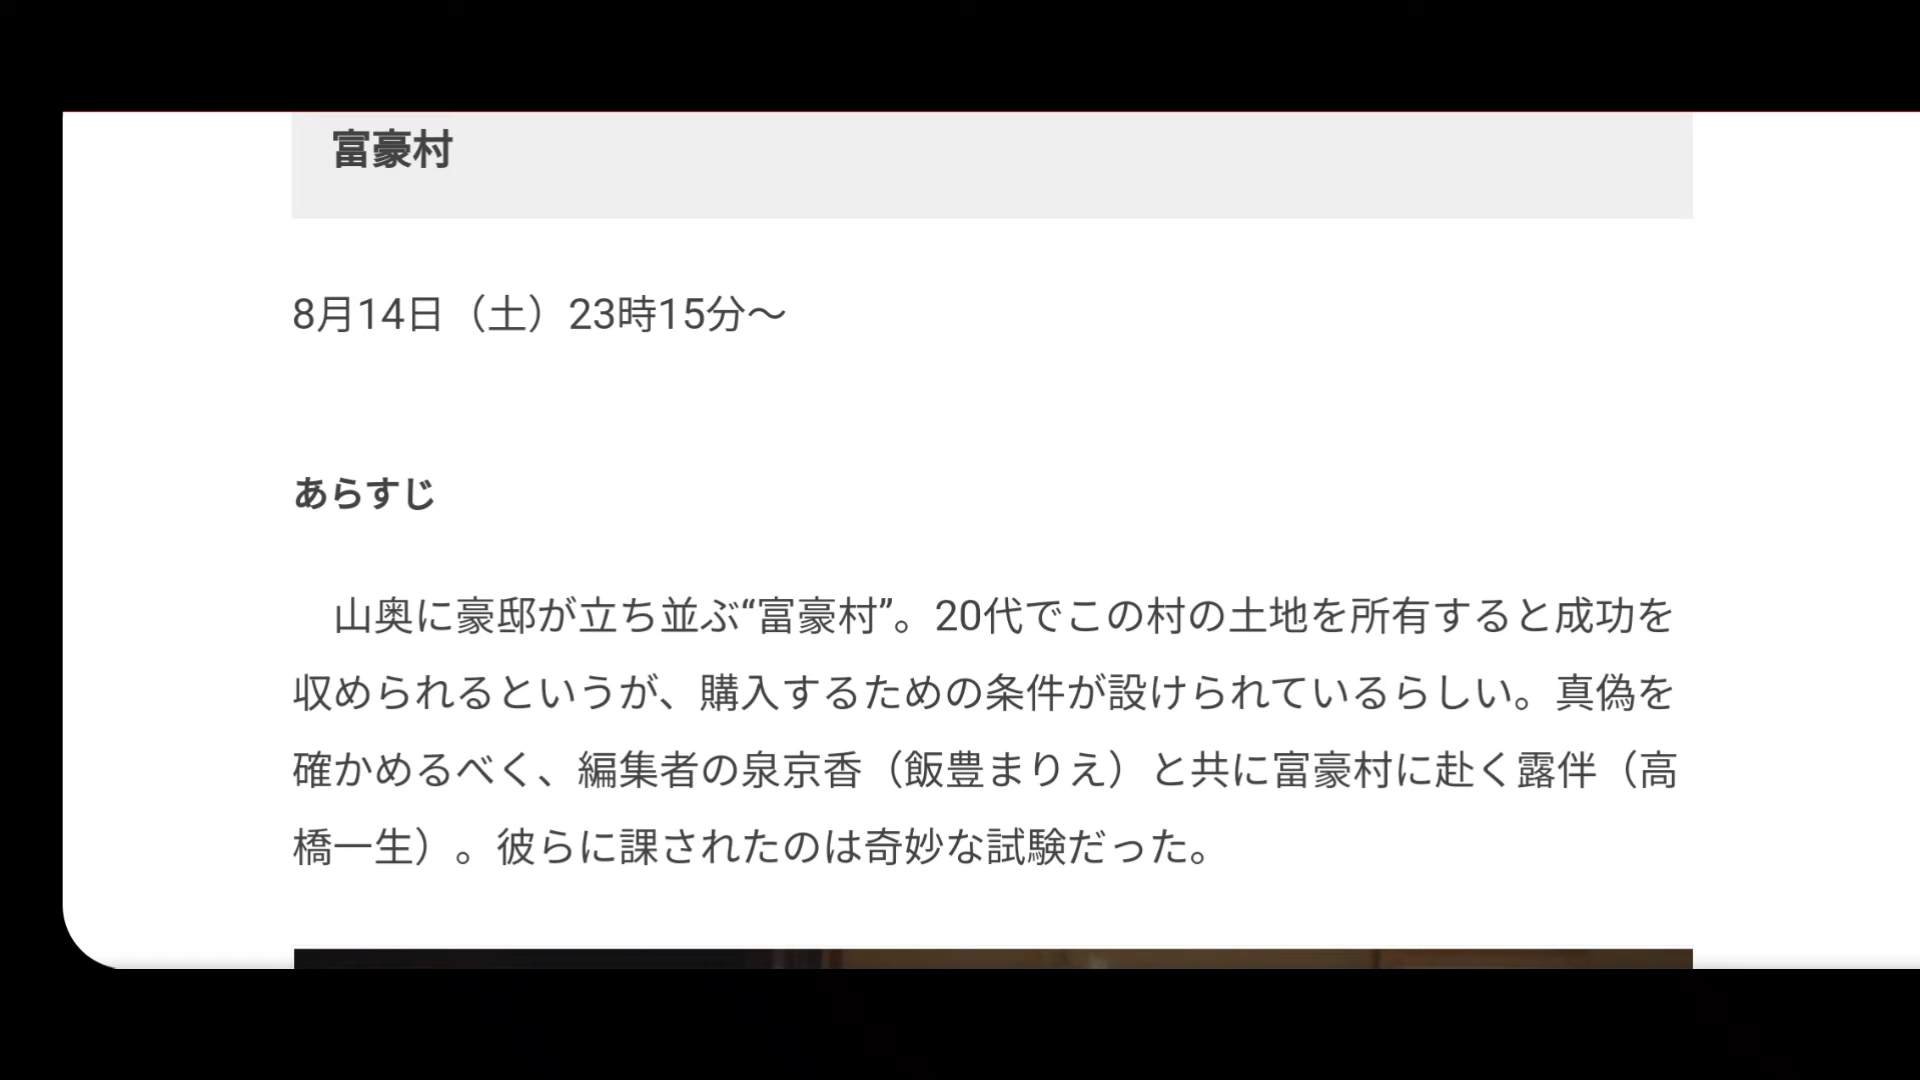 富豪村
8月14日（土）23時15分〜
あらすじ
　山奥に豪邸が立ち並ぶ“富豪村”。20代でこの村の土地を所有すると成功を
収められるというが、購入するための条件が設けられているらしい。真偽を
確かめるべく、編集者の泉京香（飯豊まりえ）と共に富豪村に赴く露伴（高
橋一生）。彼らに課されたのは奇妙な試験だった。